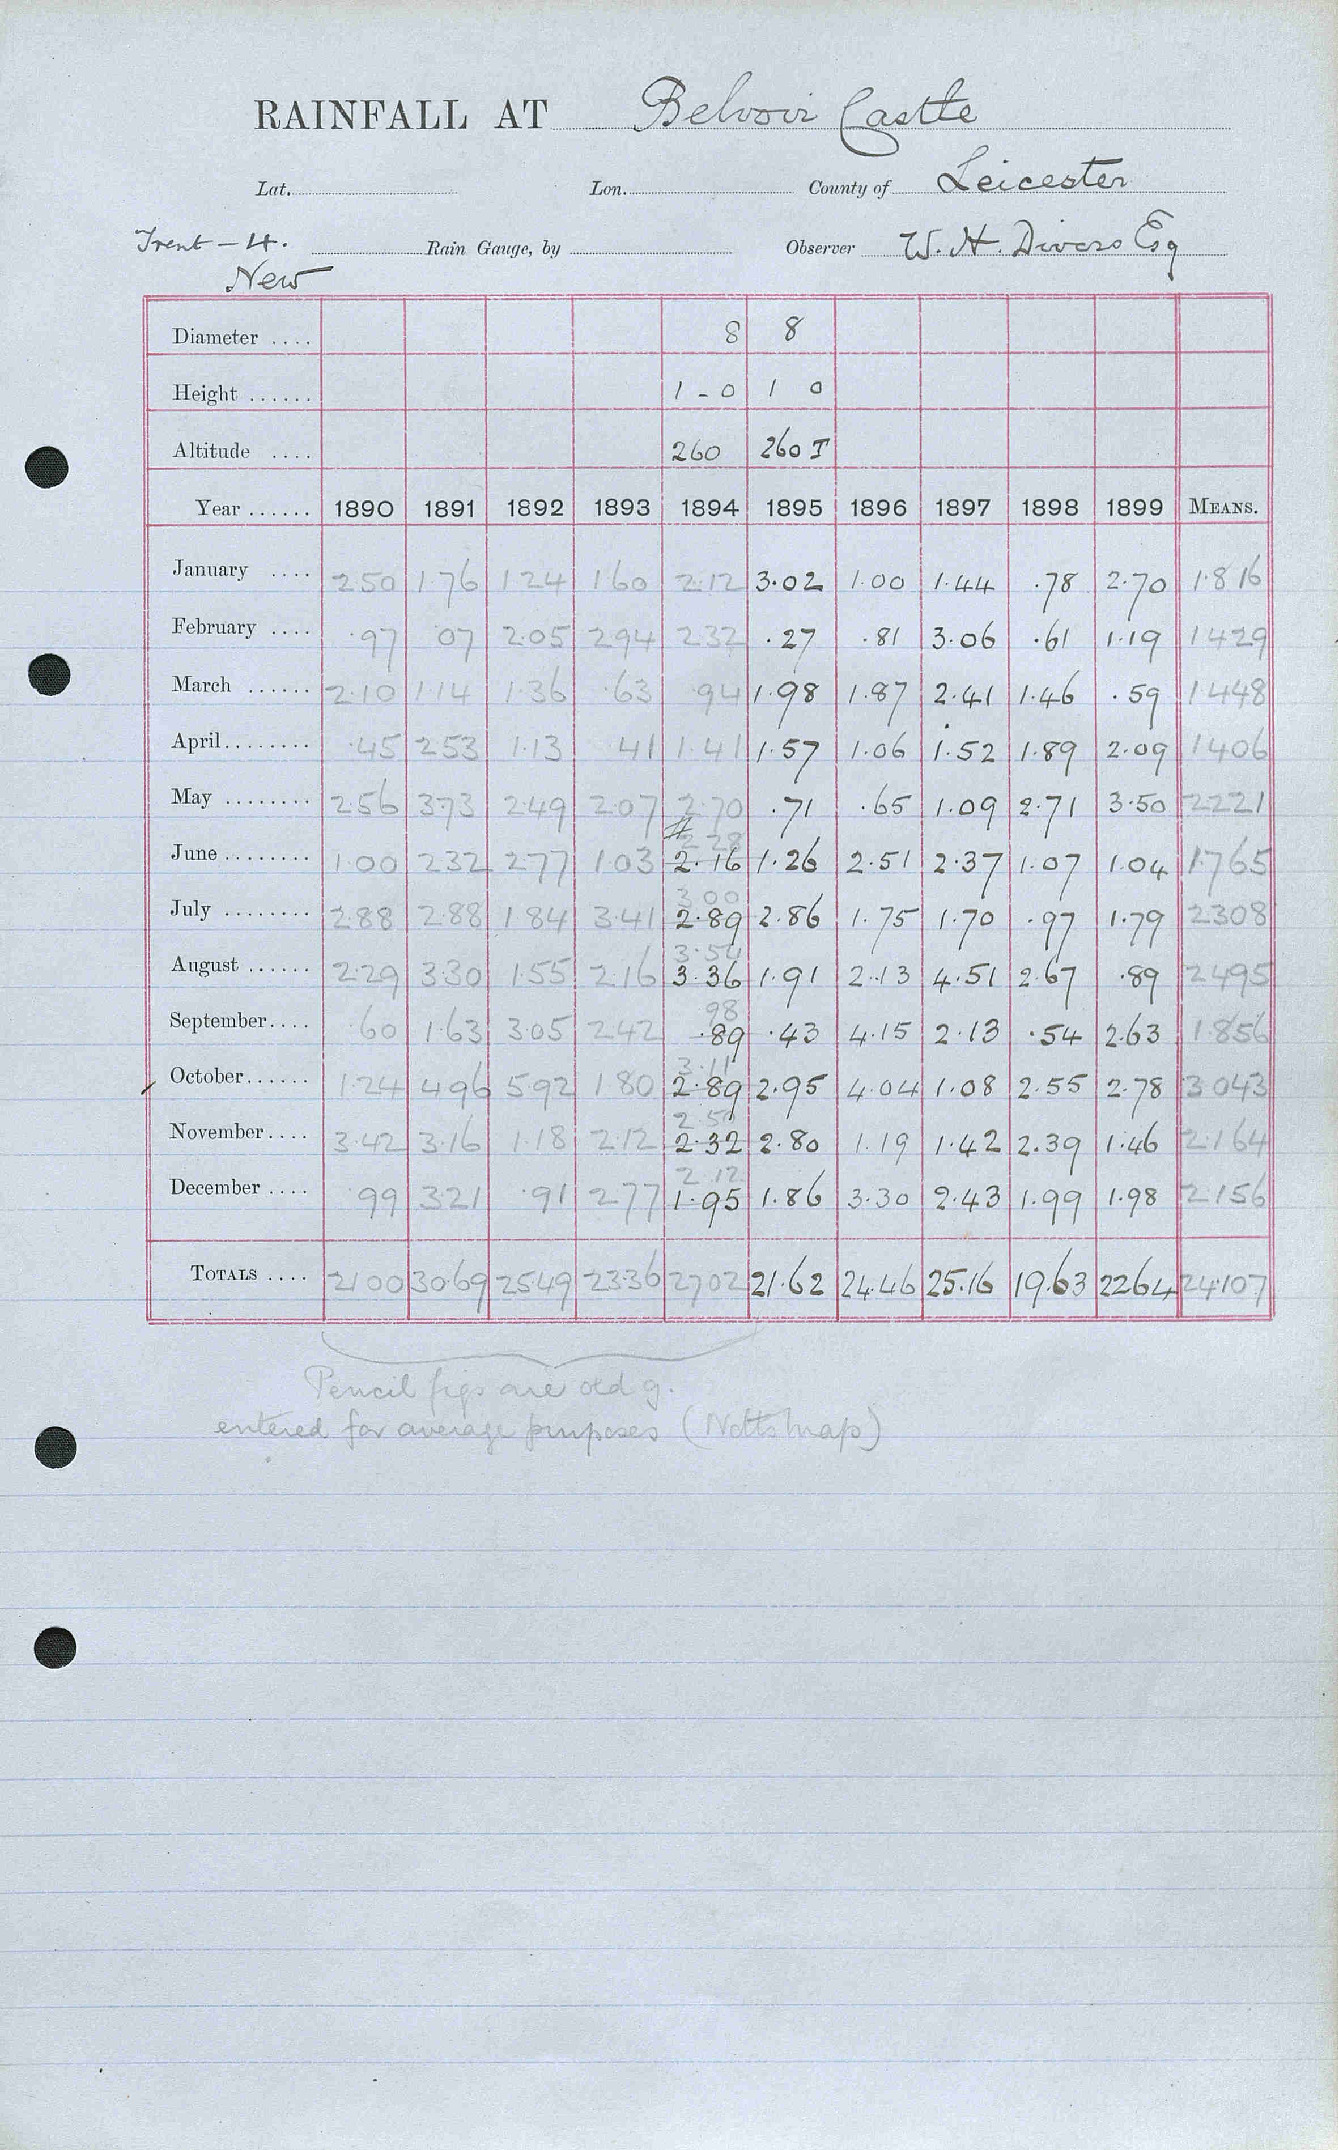 RAINFALL AT Belvoir Castle
Lat. Lon. County of Leicester
Trent - 4. Rain Gauge, by Observer W. H. Divers Esq
New
Diameter .... 8 8
Height ...... 1 - 0 1 0
Altitude .... 260 260 T
Year ...... 1890 1891 1892 1893 1894 1895 1896 1897 1898 1899 MEANS.
January .... 2.50 1.76 1.24 1.60 2.12 3.02 1.00 1.44 .78 2.70 1.816
February .... .97 .07 2.05 2.94 2.32 .27 .81 3.06 .61 1.19 1.429
March ...... 2.10 1.14 1.36 .63 .94 1.98 1.87 2.41 1.46 .59 1.448
April ........ .45 2.53 1.13 .41 1.41 1.57 1.06 1.52 1.89 2.09 1.406
May ........ 2.56 3.73 2.49 2.07 2.70 .71 .65 1.09 2.71 3.50 2.221
# 2.28
June ........ 1.00 2.32 2.77 1.03 2.16 1.26 2.51 2.37 1.07 1.04 1.765
3.00
July ........ 2.88 2.88 1.84 3.41 2.89 2.86 1.75 1.70 .97 1.79 2.308
3.54
August ...... 2.29 3.30 1.55 2.16 3.36 1.91 2.13 4.51 2.67 .89 2.495
.98
September.... .60 1.63 3.05 2.42 .89 .43 4.15 2.13 .54 2.63 1.856
3.11
October...... 1.24 4.96 5.92 1.80 2.89 2.95 4.04 1.08 2.55 2.78 3.043
2.50
November.... 3.42 3.16 1.18 2.12 2.32 2.80 1.19 1.42 2.39 1.46 2.164
2.12
December .... .99 3.21 .91 2.77 1.95 1.86 3.30 2.43 1.99 1.98 2.156
TOTALS .... 21.00 30.69 25.49 23.36 27.02 21.62 24.46 25.16 19.63 22.64 24.107
Pencil figs are old g.
entered for average purposes (Notts map)